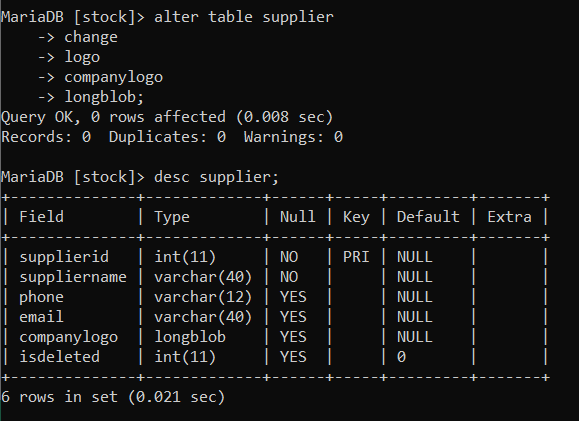 MariaDB [stock]> alter table supplier
    -> change
    -> logo
    -> companylogo
    -> longblob;
Query OK, 0 rows affected (0.008 sec)
Records: 0  Duplicates: 0  Warnings: 0

MariaDB [stock]> desc supplier;
+--------------+-------------+------+-----+---------+-------+
| Field        | Type        | Null | Key | Default | Extra |
+--------------+-------------+------+-----+---------+-------+
| supplierid   | int(11)     | NO   | PRI | NULL    |       |
| suppliername | varchar(40) | NO   |     | NULL    |       |
| phone        | varchar(12) | YES  |     | NULL    |       |
| email        | varchar(40) | YES  |     | NULL    |       |
| companylogo  | longblob    | YES  |     | NULL    |       |
| isdeleted    | int(11)     | YES  |     | 0       |       |
+--------------+-------------+------+-----+---------+-------+
6 rows in set (0.021 sec)